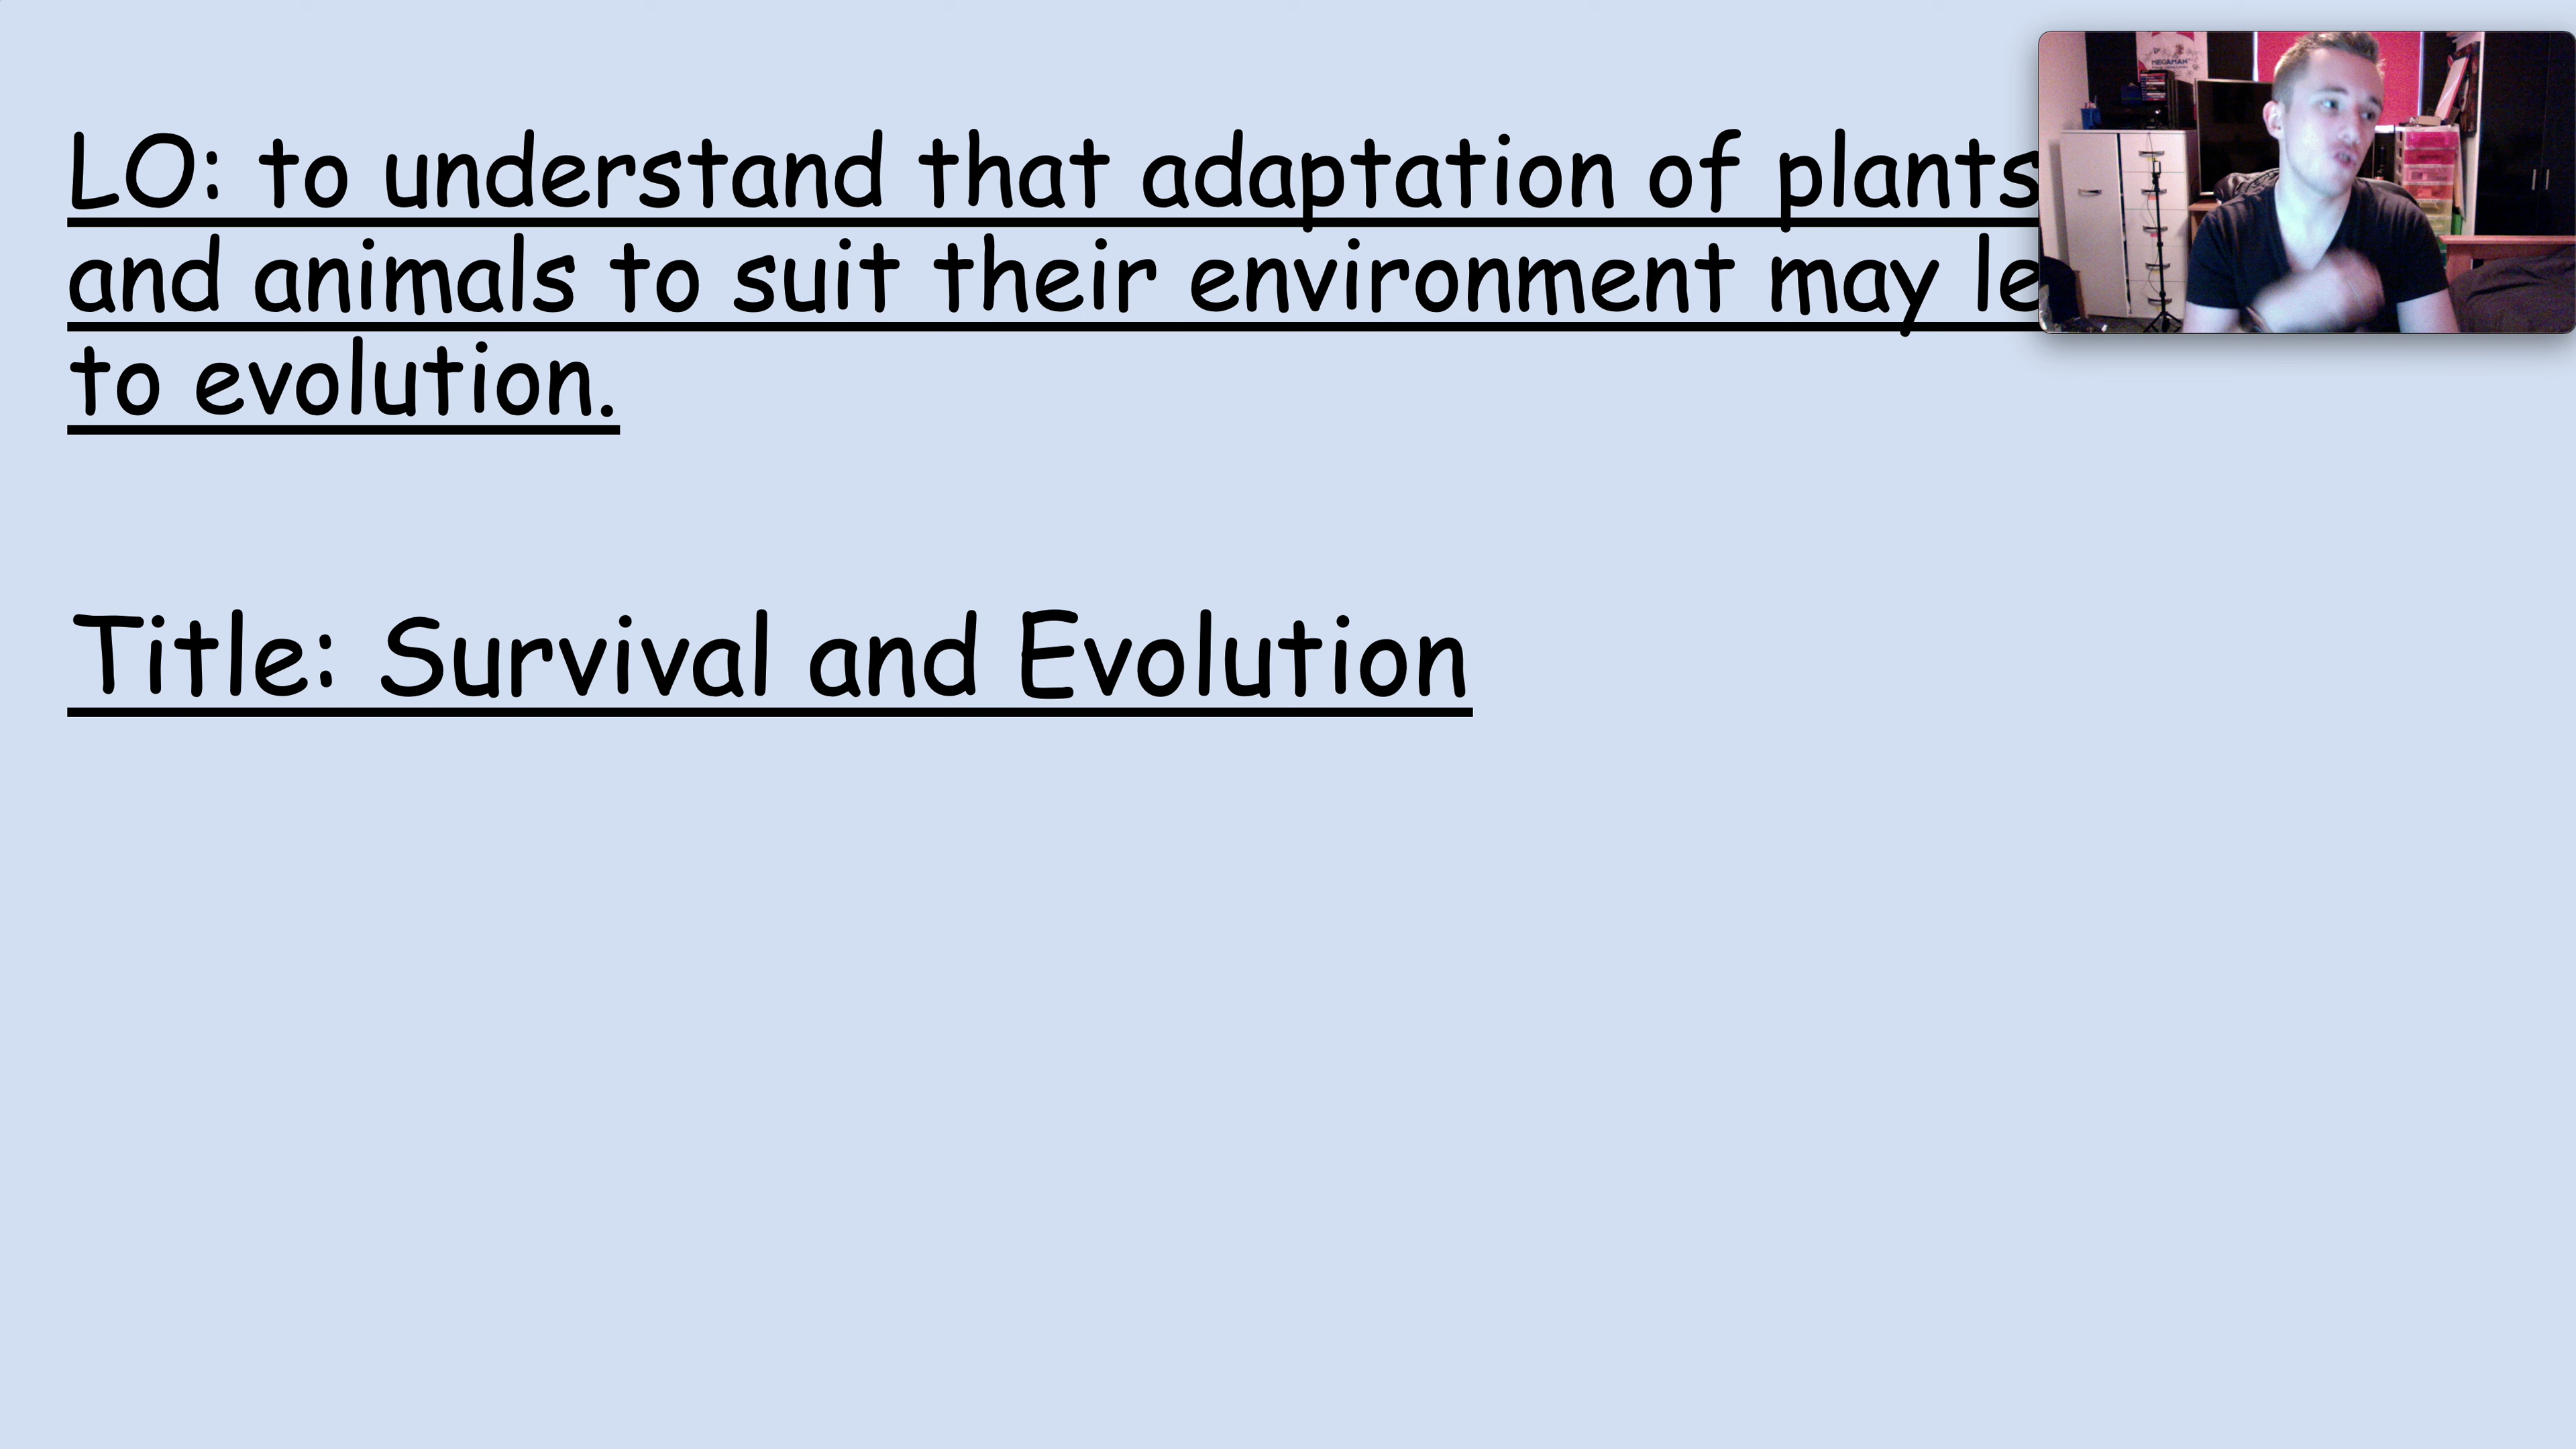 LO: to understand that adaptation of plants
and animals to suit their environment may le
to evolution.
Title: Survival and Evolution
MEGAMAN